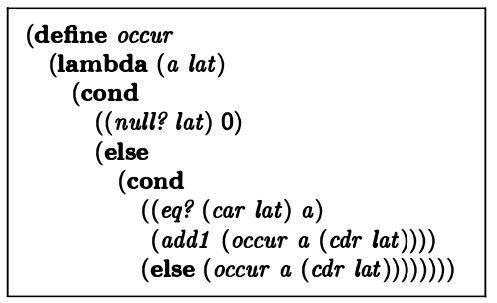 (define occur
(lambda (a lat)
(cond
((null? lat) 0)
(else
(cond
((eq? (car lat) a)
(add1 (occur a (cdr lat))))
(else (occur a (cdr lat))))))))